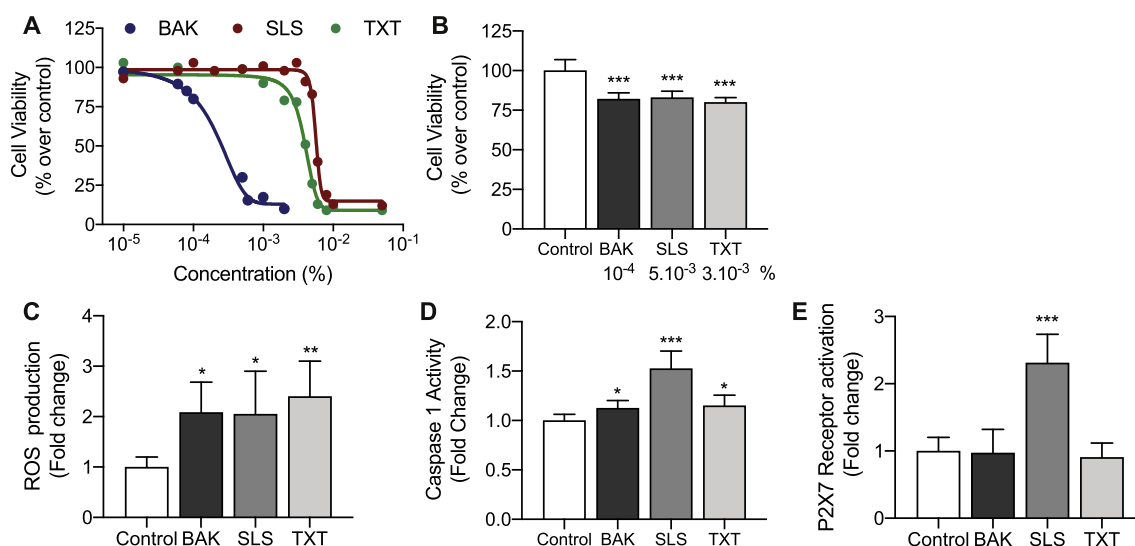 A
BAK SLS TXT
Cell Viability
(% over control)
125
100
75
50
25
0
10-5 10-4 10-3 10-2 10-1
Concentration (%)
B
Cell Viability
(% over control)
125
100
75
50
25
0
*** *** ***
Control BAK SLS TXT
10-4 5.10-3 3.10-3 %
C
ROS production
(Fold change)
4
3
2
1
0
* * **
Control BAK SLS TXT
D
Caspase 1 Activity
(Fold Change)
2.0
1.5
1.0
0.5
0.0
* *** *
Control BAK SLS TXT
E
P2X7 Receptor activation
(Fold change)
3
2
1
0
***
Control BAK SLS TXT